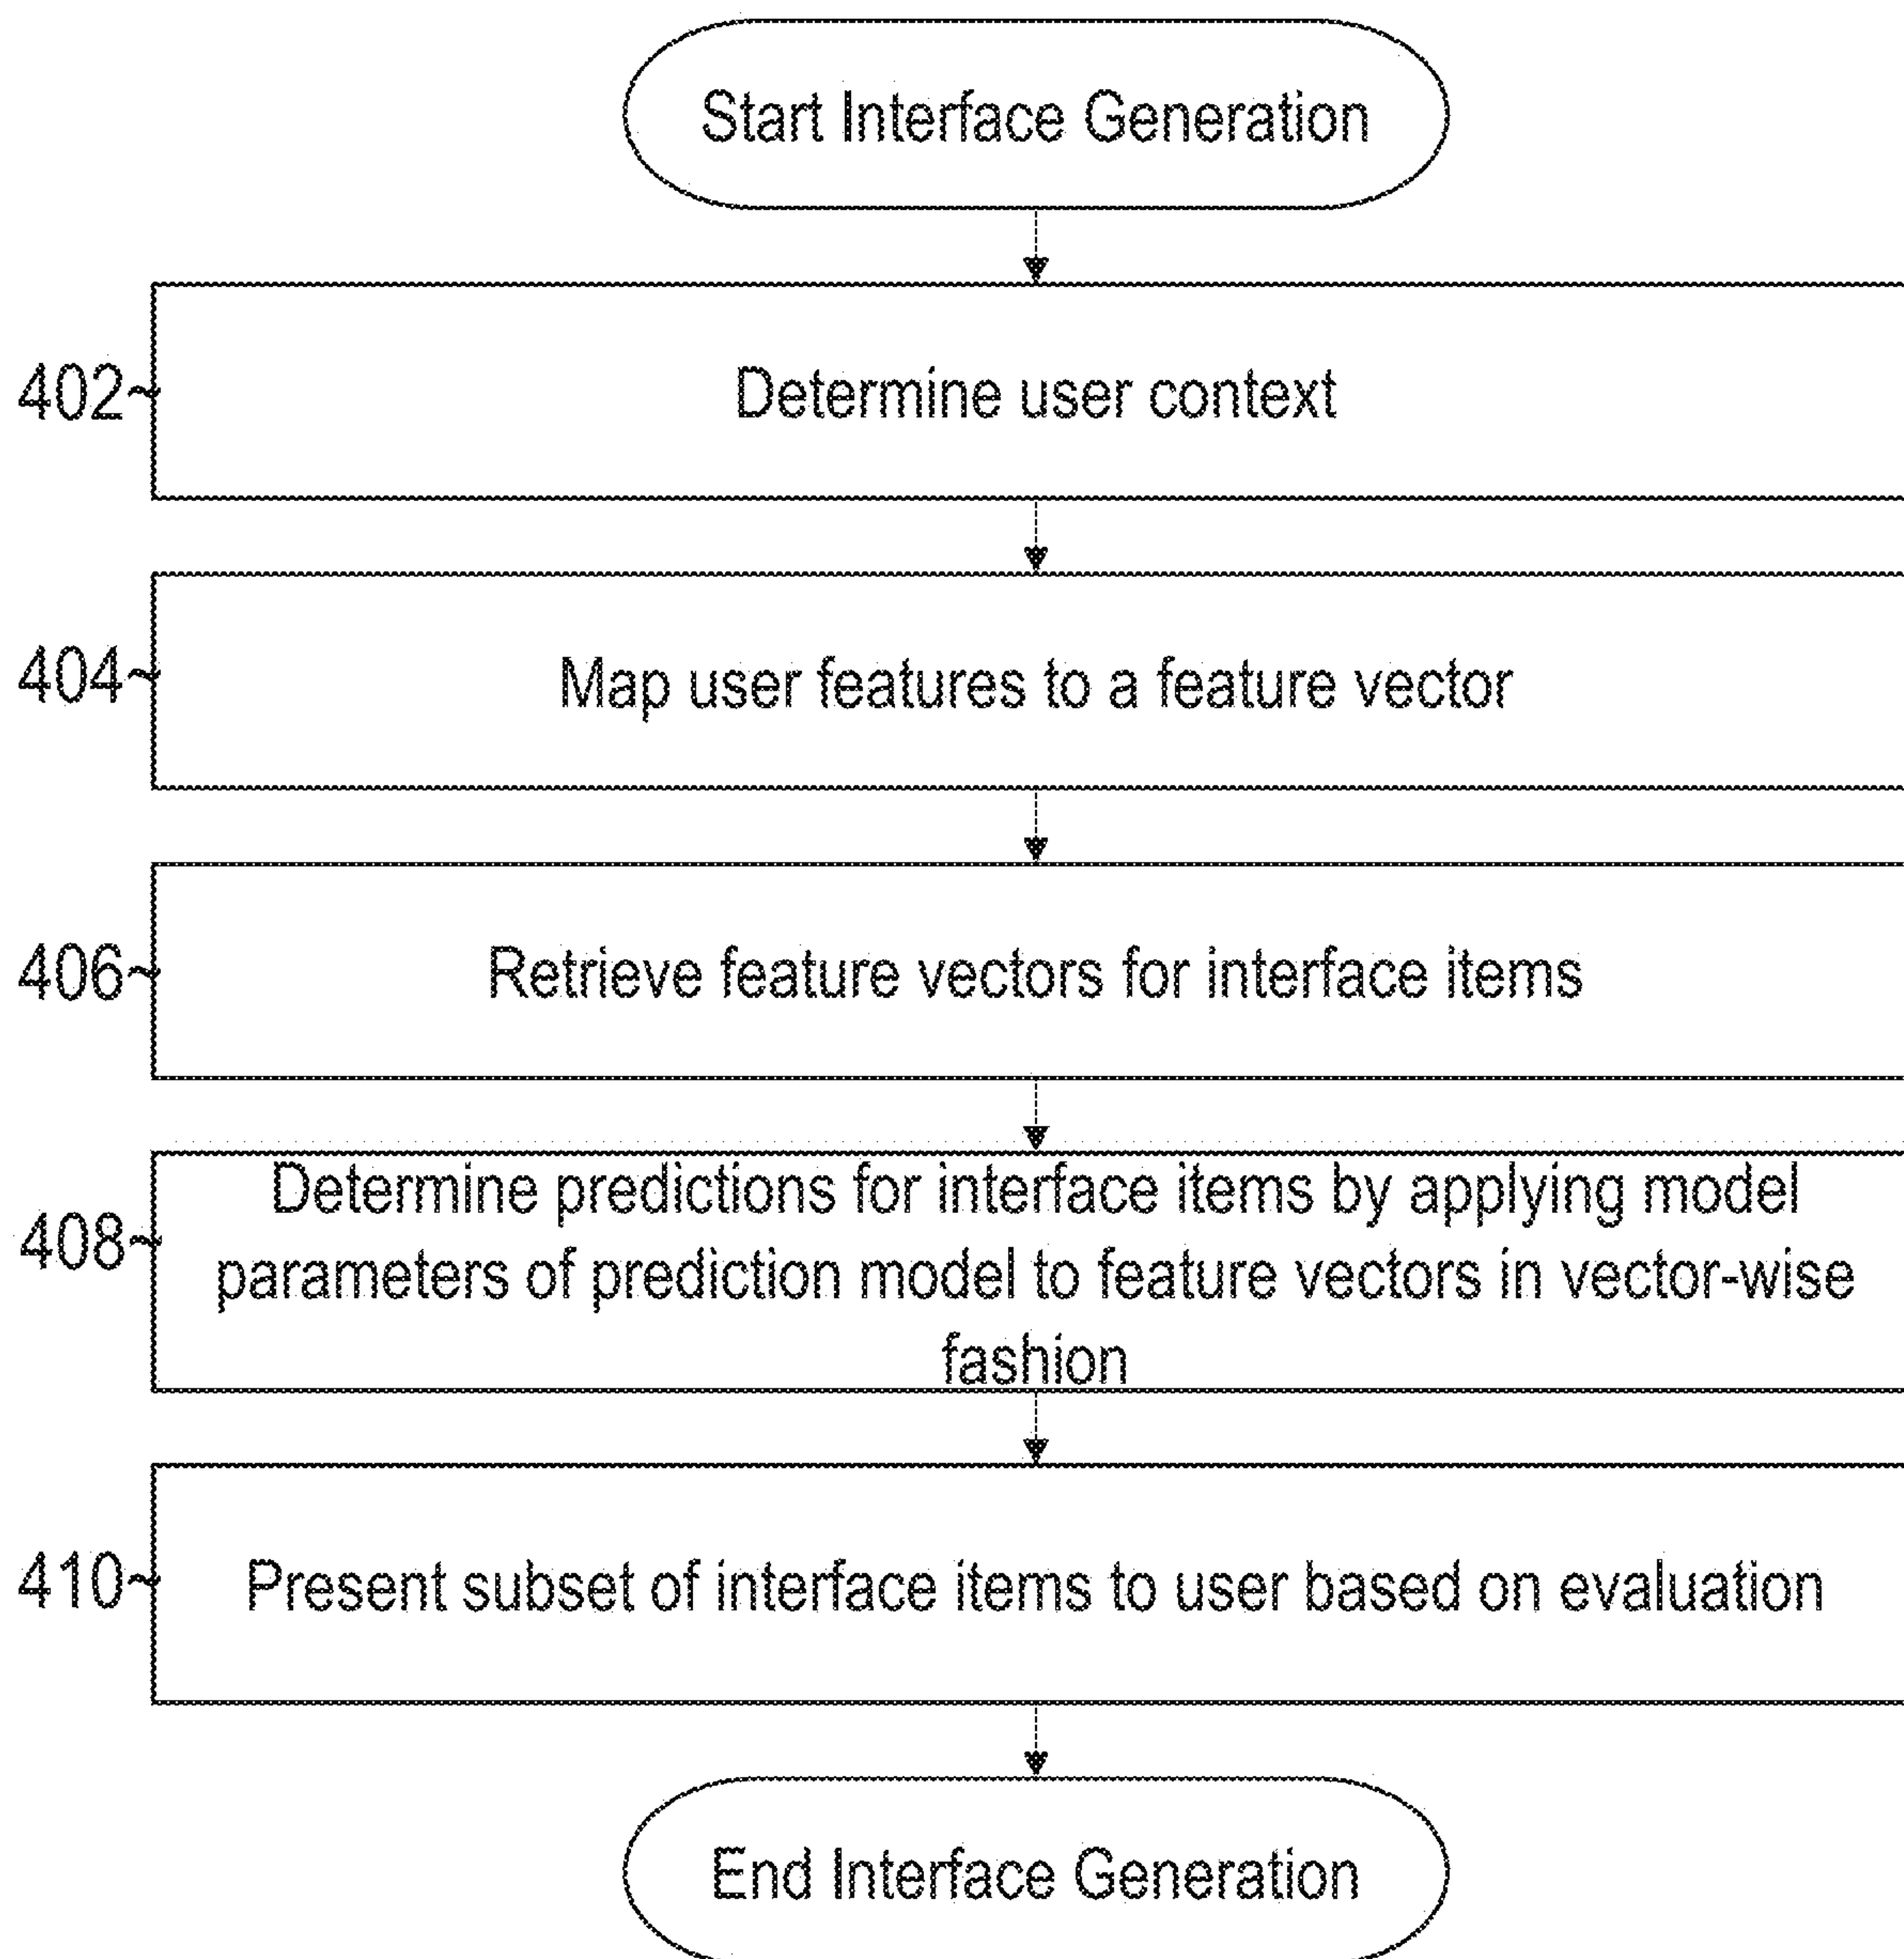 Start Interface Generation
402
Determine user context
404
Map user features to a feature vector
406
Retrieve feature vectors for interface items
408
Determine predictions for interface items by applying model
parameters of prediction model to feature vectors in vector-wise
fashion
410
Present subset of interface items to user based on evaluation
End Interface Generation